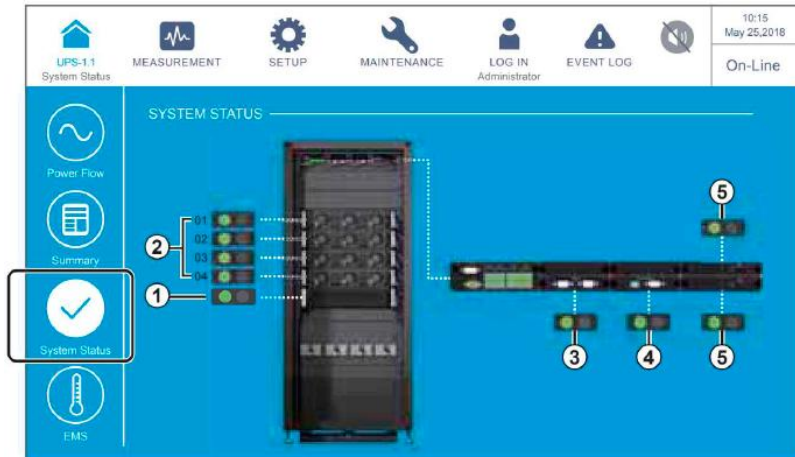 UPS-1.1
System Status
MEASUREMENT
SETUP
MAINTENANCE
LOG IN
Administrator
EVENT LOG
10:15
May 25,2018
On-Line
Power Flow
Summary
System Status
EMS
SYSTEM STATUS
01
2
02
03
04
1
5
3
4
5